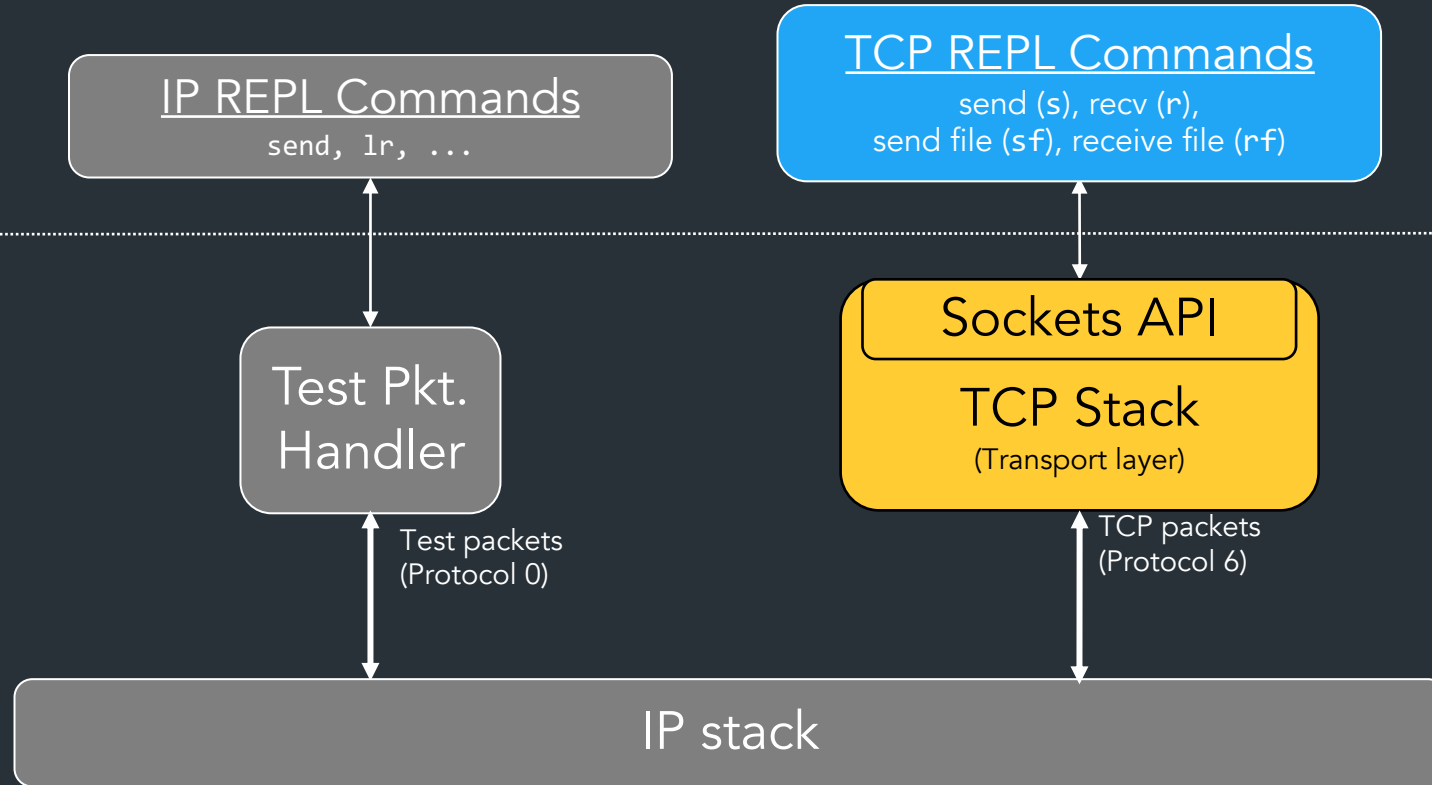 IP REPL Commands
send, lr, ...
TCP REPL Commands
send (s), recv (r),
send file (sf), receive file (rf)
Test Pkt.
Handler
Sockets API
TCP Stack
(Transport layer)
Test packets
(Protocol 0)
TCP packets
(Protocol 6)
IP stack